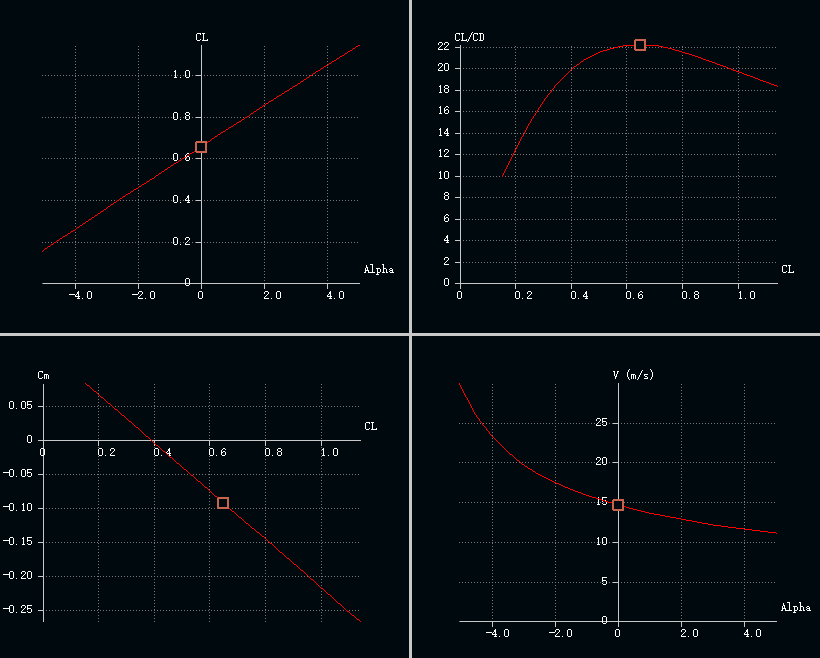 CL
1.0
0.8
0.6
0.4
0.2
0
Alpha
-4.0 -2.0 0 2.0 4.0
CL/CD
22
20
18
16
14
12
10
8
6
4
2
0
CL
0 0.2 0.4 0.6 0.8 1.0
Cm
0.05
0
CL
0 0.2 0.4 0.6 0.8 1.0
-0.05
-0.10
-0.15
-0.20
-0.25
V (m/s)
25
20
15
10
5
0
Alpha
-4.0 -2.0 0 2.0 4.0